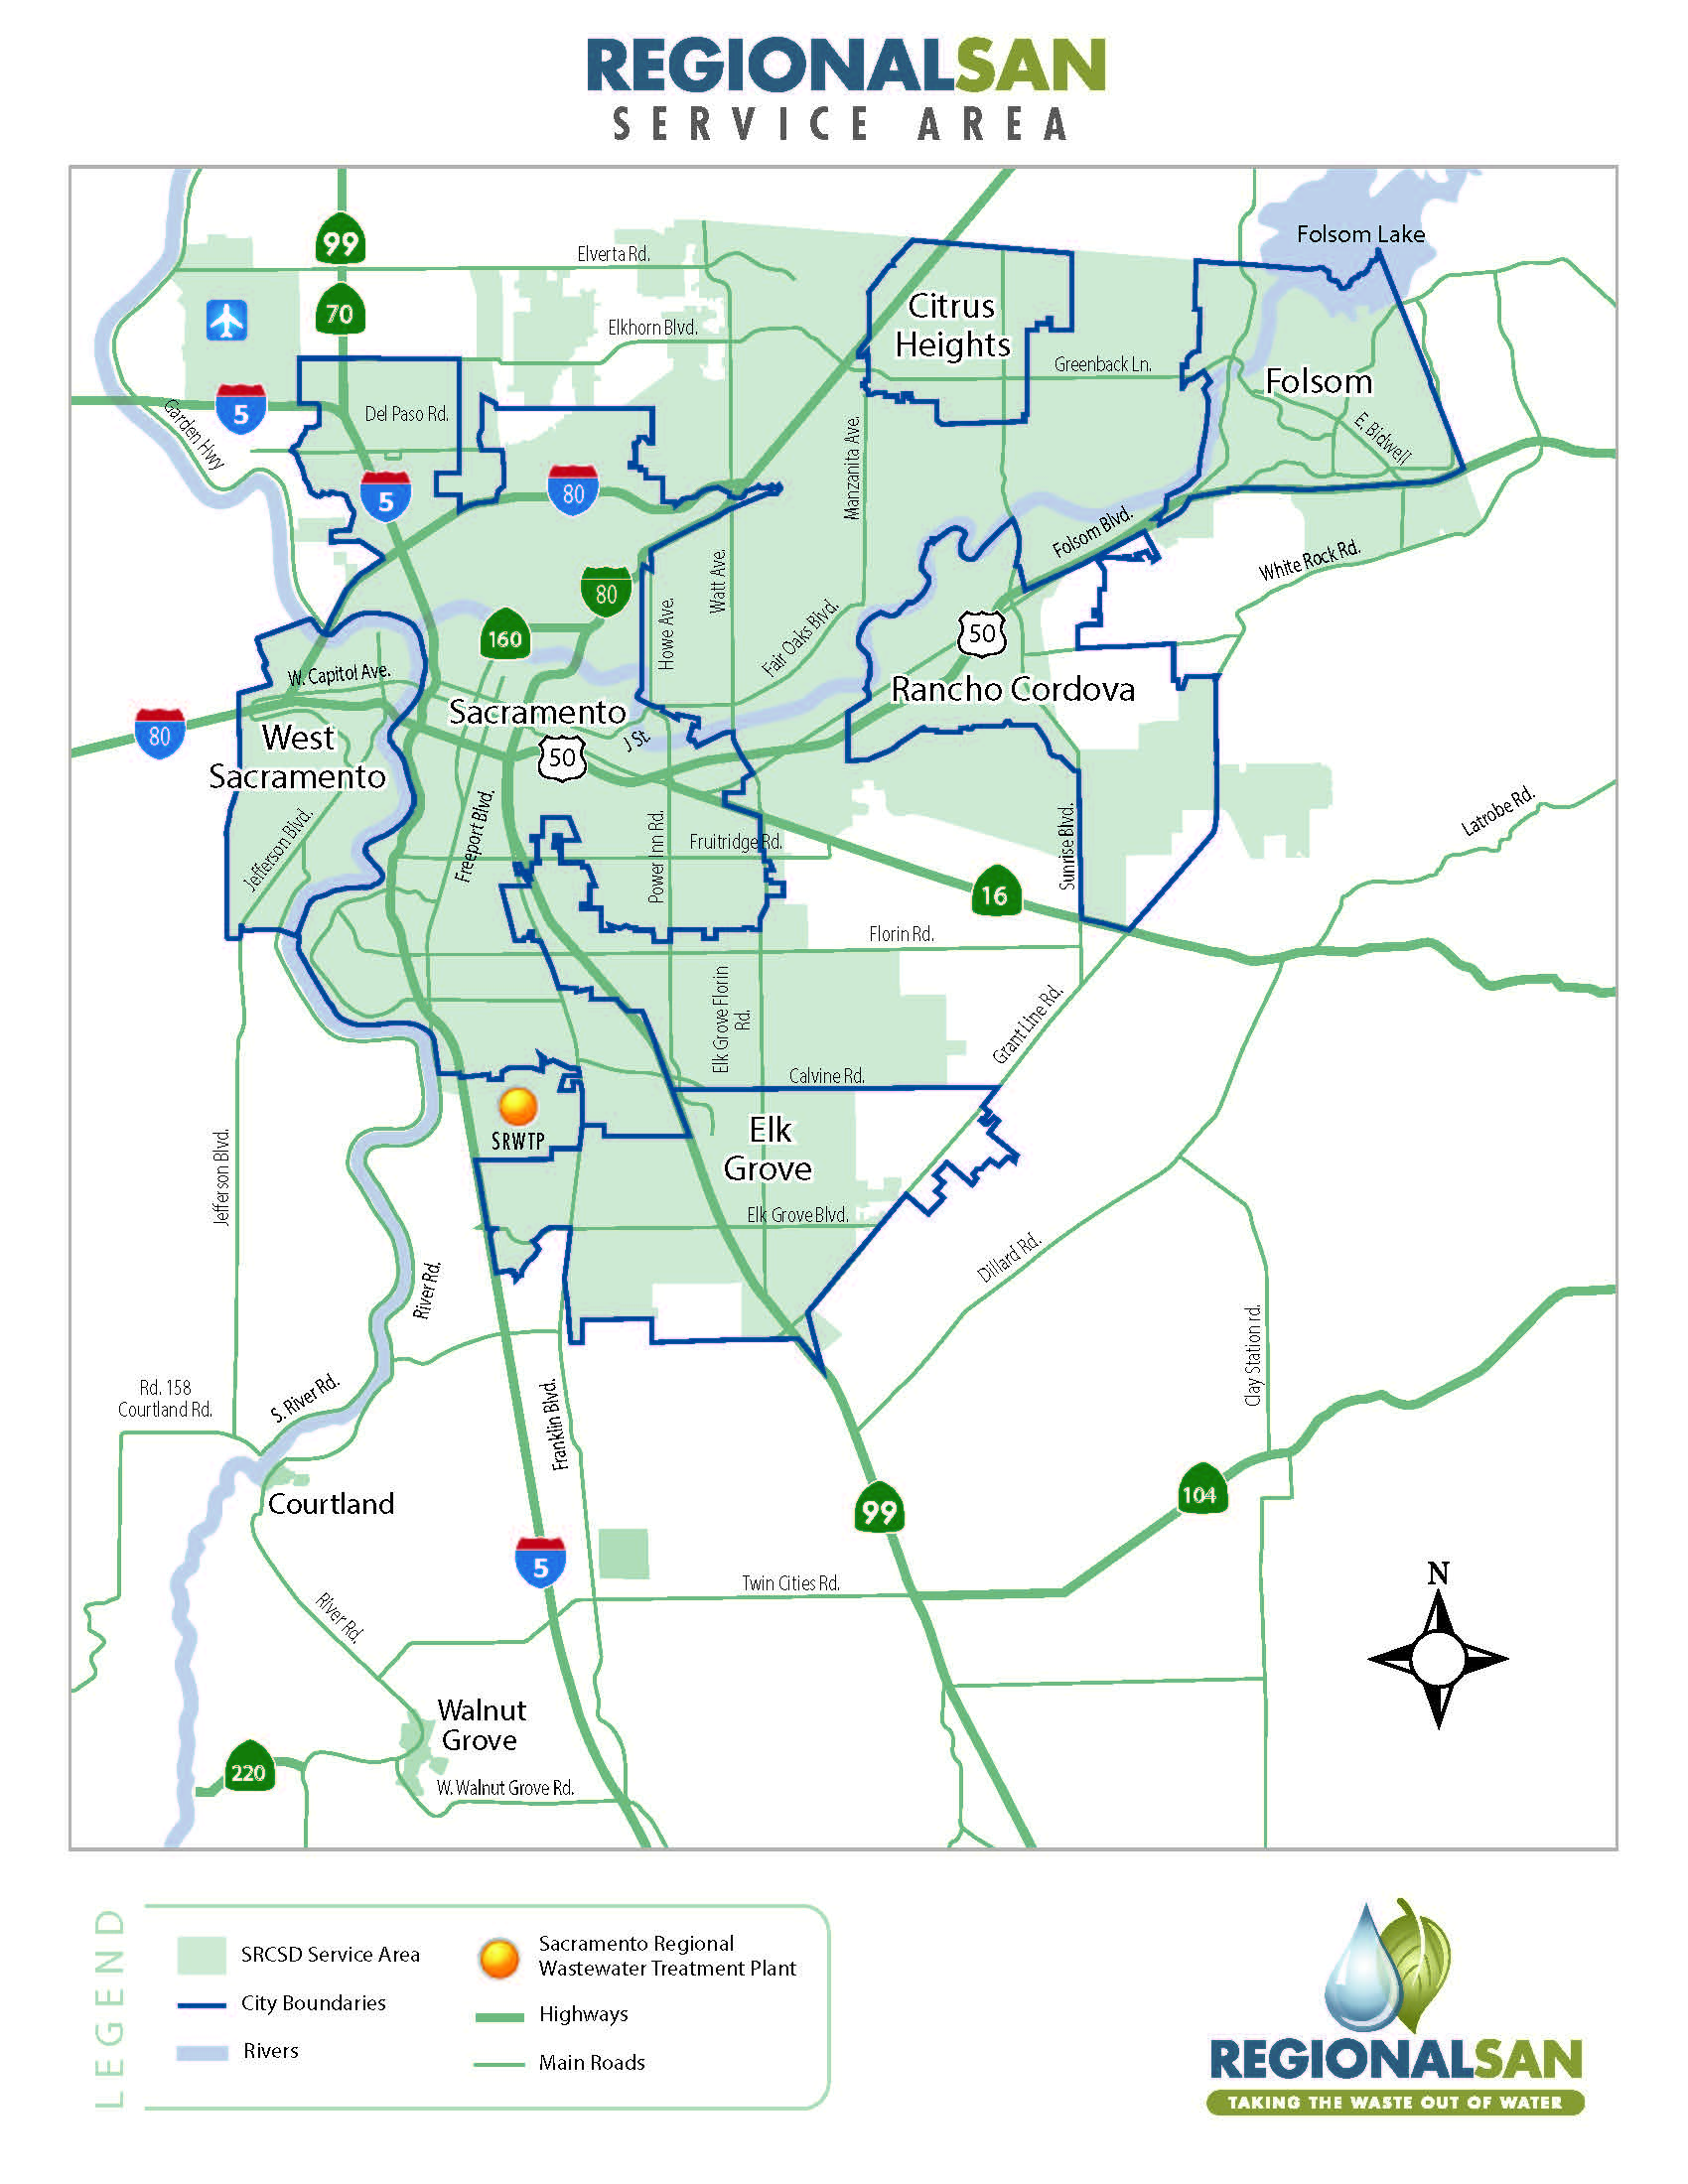 REGIONALSAN
SERVICE AREA
Folsom Lake
99
Elverta Rd.
70
Citrus
Heights
Elkhorn Blvd.
Greenback Ln.
Folsom
5
Garden Hwy
Del Paso Rd.
E. Bidwell
Manzanita Ave.
5
80
Folsom Blvd.
White Rock Rd.
80
Watt Ave.
Howe Ave.
160
Fair Oaks Blvd.
50
W. Capitol Ave.
Rancho Cordova
Sacramento
80
West
Sacramento
J St.
50
Latrobe Rd.
Jefferson Blvd.
Freeport Blvd.
Power Inn Rd.
Fruitridge Rd.
Sunrise Blvd.
16
Florin Rd.
Elk Grove Florin
Rd.
Grant Line Rd.
Calvine Rd.
SRWTP
Elk
Grove
Jefferson Blvd.
Elk Grove Blvd.
Dillard Rd.
River Rd.
Clay Station rd.
Rd. 158
Courtland Rd.
S. River Rd.
Franklin Blvd.
Courtland
99
104
5
Twin Cities Rd.
N
River Rd.
Walnut
Grove
220
W. Walnut Grove Rd.
LEGEND
SRCSD Service Area
City Boundaries
Rivers
Sacramento Regional
Wastewater Treatment Plant
Highways
Main Roads
REGIONALSAN
TAKING THE WASTE OUT OF WATER